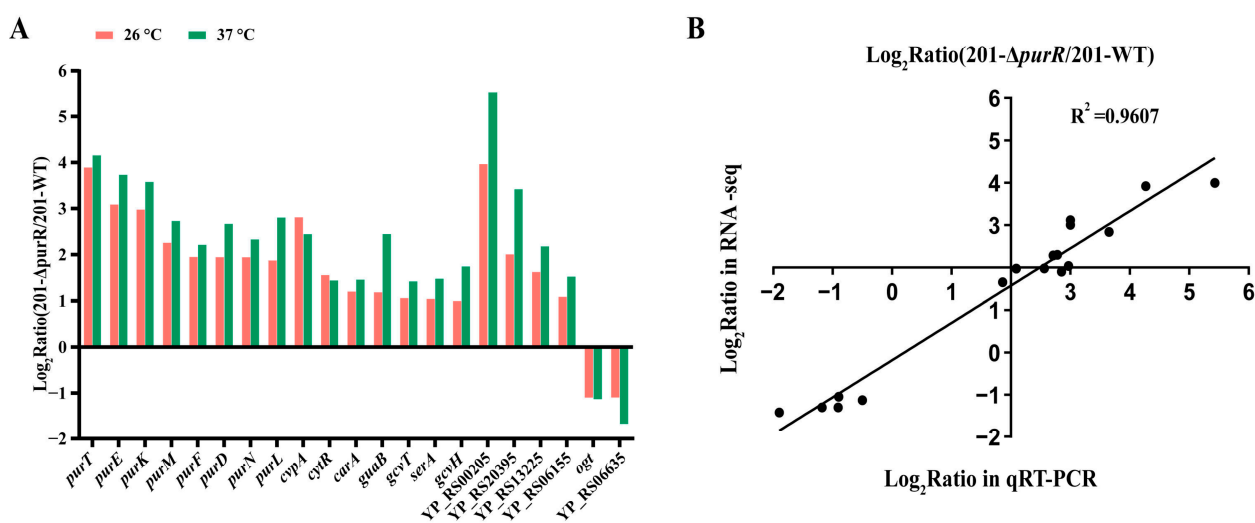 A
26 °C
37 °C
Log₂Ratio(201-ΔpurR/201-WT)
6
5
4
3
2
1
0
−1
−2
purT
purE
purK
purM
purF
purD
purN
purL
cvpA
cytR
carA
guaB
gcvT
serA
gcvH
YP_RS00205
YP_RS20395
YP_RS13225
YP_RS06155
ogt
YP_RS06635
B
Log₂Ratio(201-ΔpurR/201-WT)
R² =0.9607
Log₂Ratio in RNA -seq
6
5
4
3
1
0
−1
−2
−2
−1
0
1
3
4
5
6
Log₂Ratio in qRT-PCR